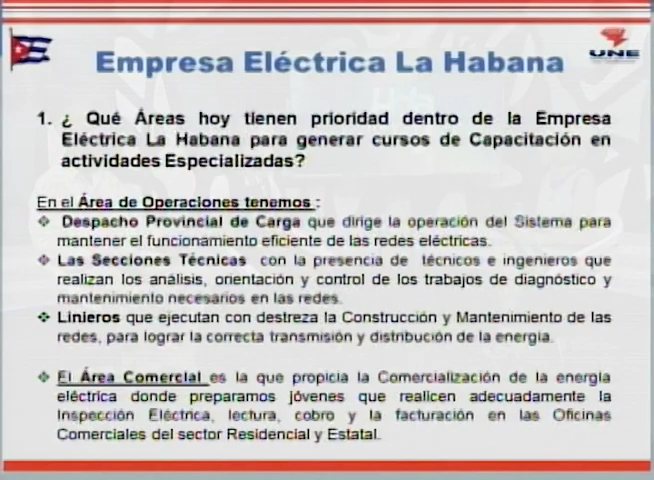 UNE
Empresa Eléctrica La Habana
1. ¿ Qué Áreas hoy tienen prioridad dentro de la Empresa
Eléctrica La Habana para generar cursos de Capacitación en
actividades Especializadas?
En el Área de Operaciones tenemos :
❖ Despacho Provincial de Carga que dirige la operación del Sistema para
mantener el funcionamiento eficiente de las redes eléctricas.
❖ Las Secciones Técnicas con la presencia de técnicos e ingenieros que
realizan los análisis, orientación y control de los trabajos de diagnóstico y
mantenimiento necesarios en las redes.
❖ Linieros que ejecutan con destreza la Construcción y Mantenimiento de las
redes, para lograr la correcta transmisión y distribución de la energía.
❖ El Área Comercial es la que propicia la Comercialización de la energía
eléctrica donde preparamos jóvenes que realicen adecuadamente la
Inspección Eléctrica, lectura, cobro y la facturación en las Oficinas
Comerciales del sector Residencial y Estatal.